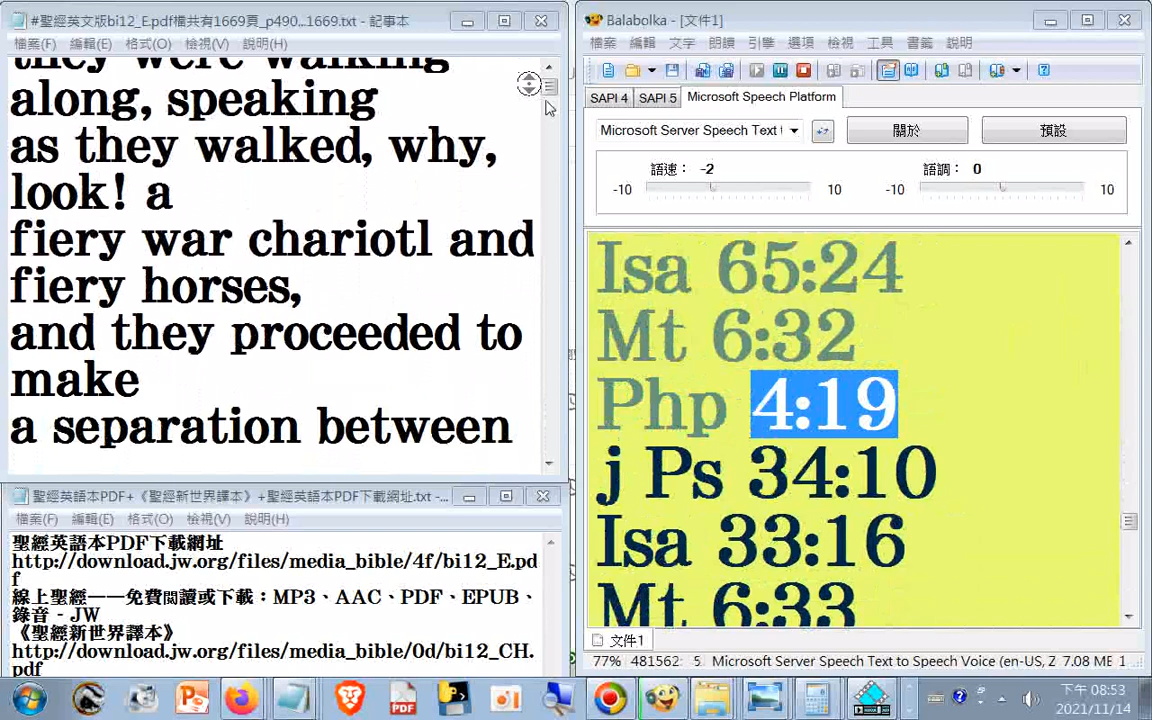 #聖經英文版bi12_E.pdf檔共有1669頁_p490...1669.txt - 記事本
檔案(F) 編輯(E) 格式(O) 檢視(V) 說明(H)
they were walking
along, speaking
as they walked, why,
look! a
fiery war chariotl and
fiery horses,
and they proceeded to
make
a separation between
聖經英語本PDF+《聖經新世界譯本》+聖經英語本PDF下載網址.txt -...
檔案(F) 編輯(E) 格式(O) 檢視(V) 說明(H)
聖經英語本PDF下載網址
http://download.jw.org/files/media_bible/4f/bi12_E.pd
f
線上聖經──免費閱讀或下載：MP3、AAC、PDF、EPUB、
錄音 - JW
《聖經新世界譯本》
http://download.jw.org/files/media_bible/0d/bi12_CH.
pdf
Balabolka - [文件1]
檔案 編輯 文字 朗讀 引擎 選項 檢視 工具 書籤 說明
SAPI 4 SAPI 5 Microsoft Speech Platform
Microsoft Server Speech Text t 關於 預設
語速： -2 語調： 0
-10 10 -10 10
Isa 65:24
Mt 6:32
Php 4:19
j Ps 34:10
Isa 33:16
Mt 6:33
文件1
77% 481562: 5 Microsoft Server Speech Text to Speech Voice (en-US, Z 7.08 ME 1
PDF
下午 08:53
2021/11/14